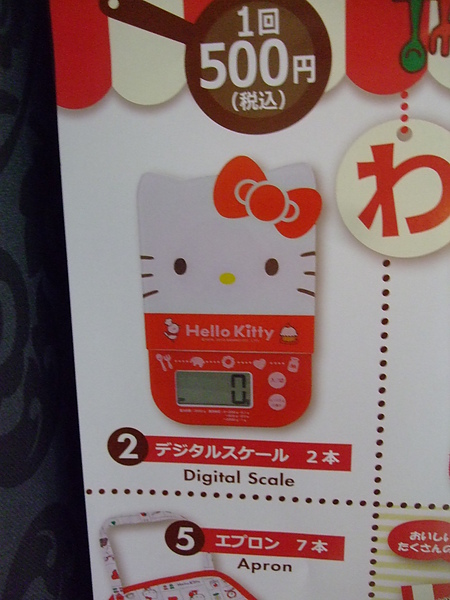 1回
500円
(税込)
わ
Hello Kitty
0
2 デジタルスケール 2本
Digital Scale
5 エプロン 7本
Apron
おいしい
たくさんの